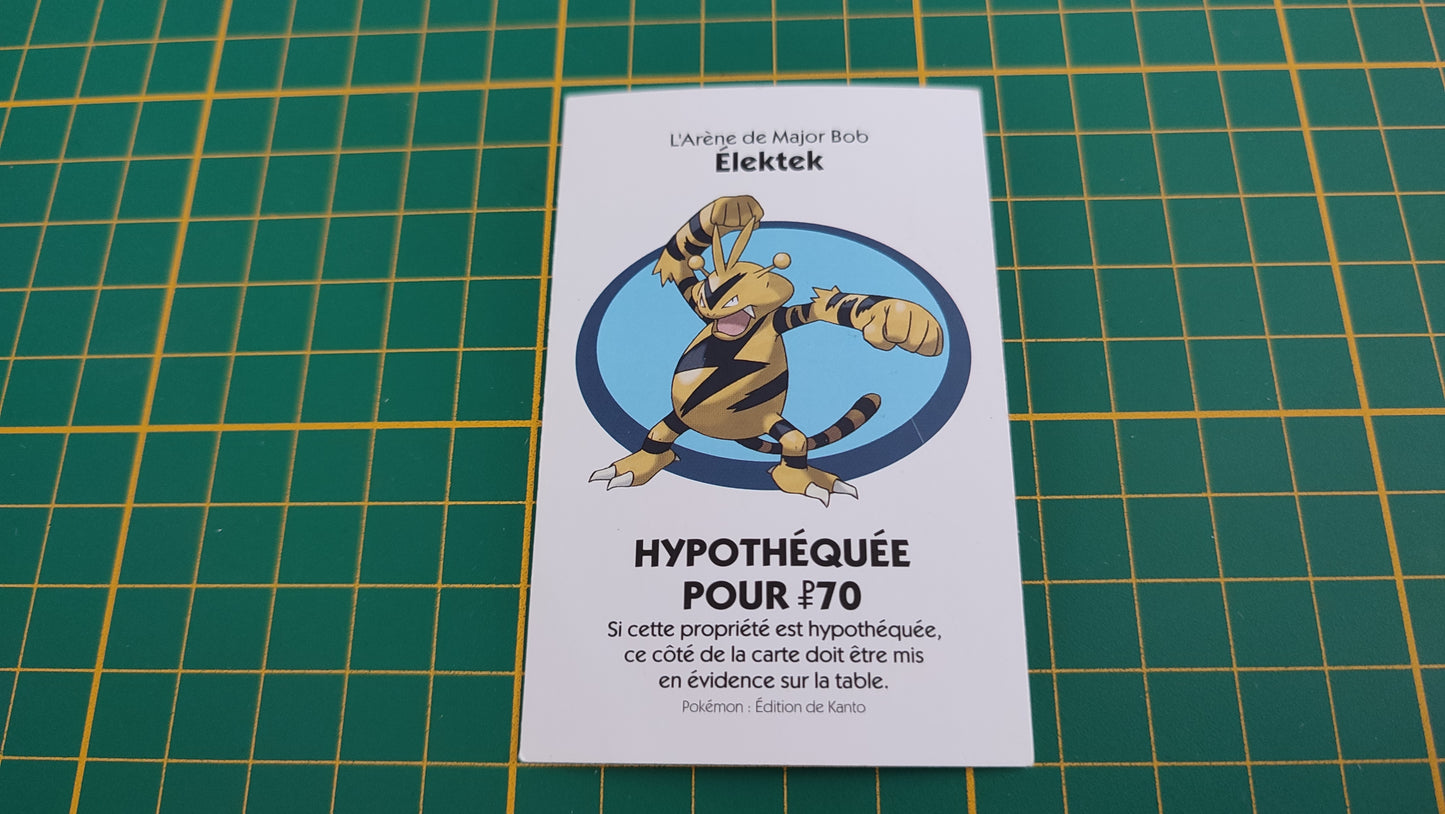 L'Arène de Major Bob
Élektek
HYPOTHÉQUÉE
POUR ₽70
Si cette propriété est hypothéquée,
ce côté de la carte doit être mis
en évidence sur la table.
Pokémon : Édition de Kanto